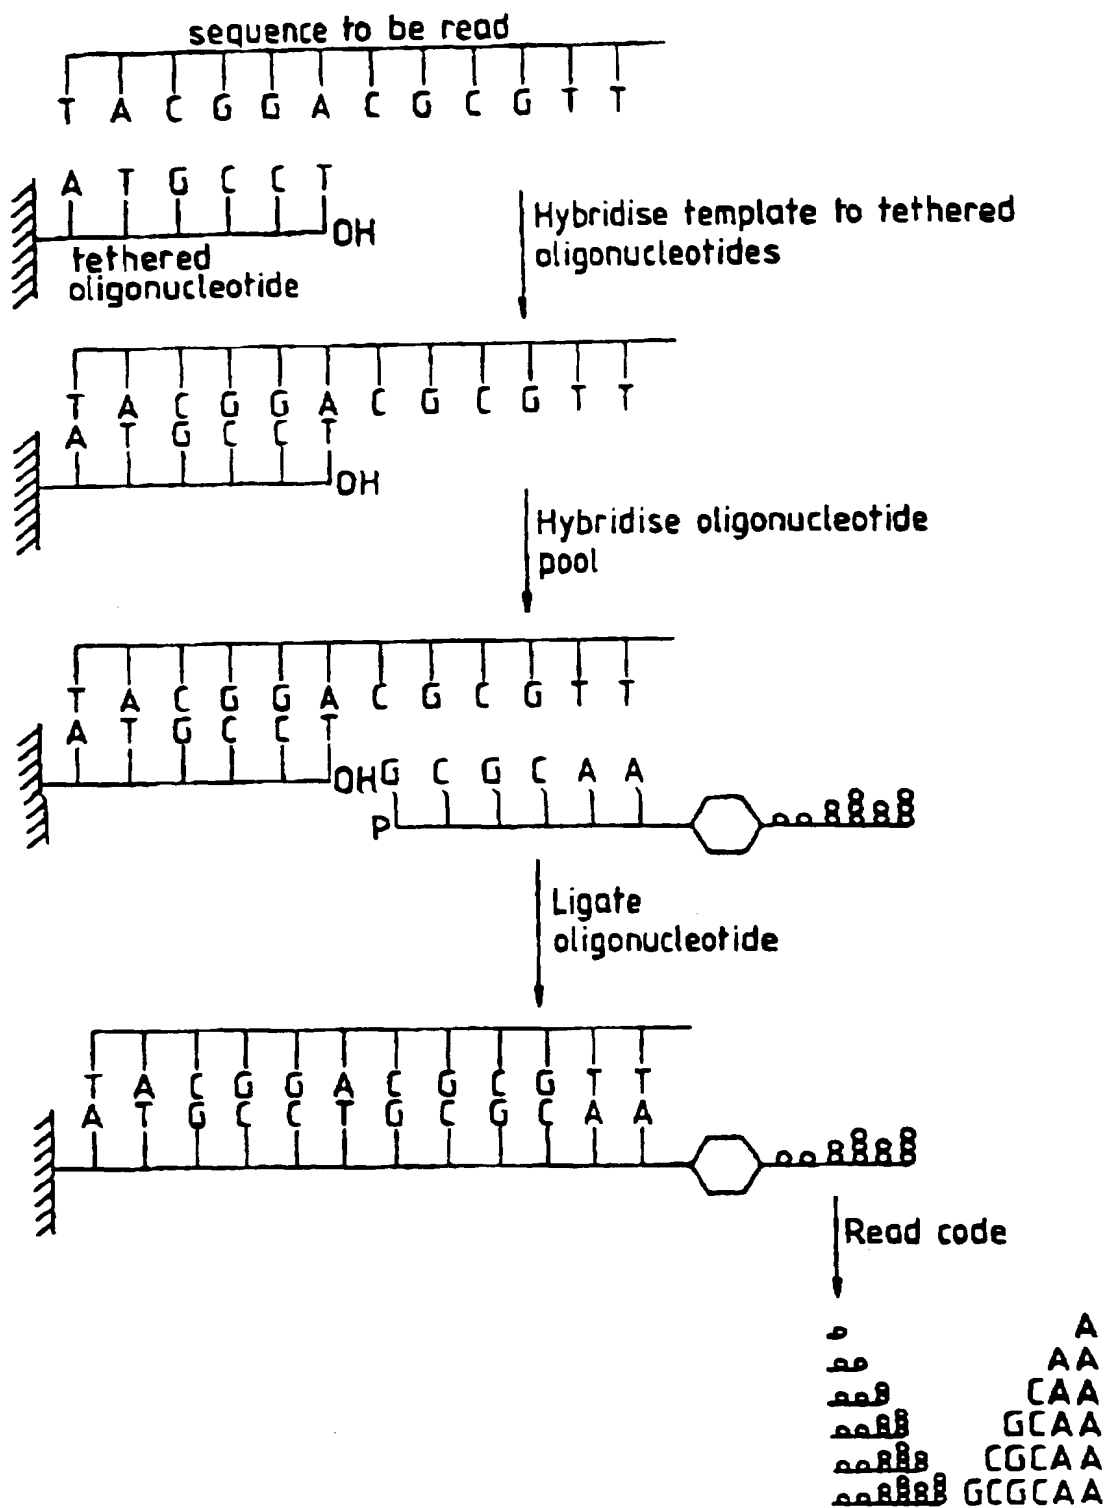 sequence to be read
T A C G G A C G C G T T
A T G C C T
OH
tethered
oligonucleotide
Hybridise template to tethered
oligonucleotides
T A C G G A C G C G T T
A T G C C T
OH
Hybridise oligonucleotide
pool
T A C G G A C G C G T T
A T G C C T
OH G C G C A A
P
Ligate
oligonucleotide
T A C G G A C G C G T T
A T G C C T G C G C A A
Read code
A
AA
CAA
GCAA
CGCAA
GCGCAA